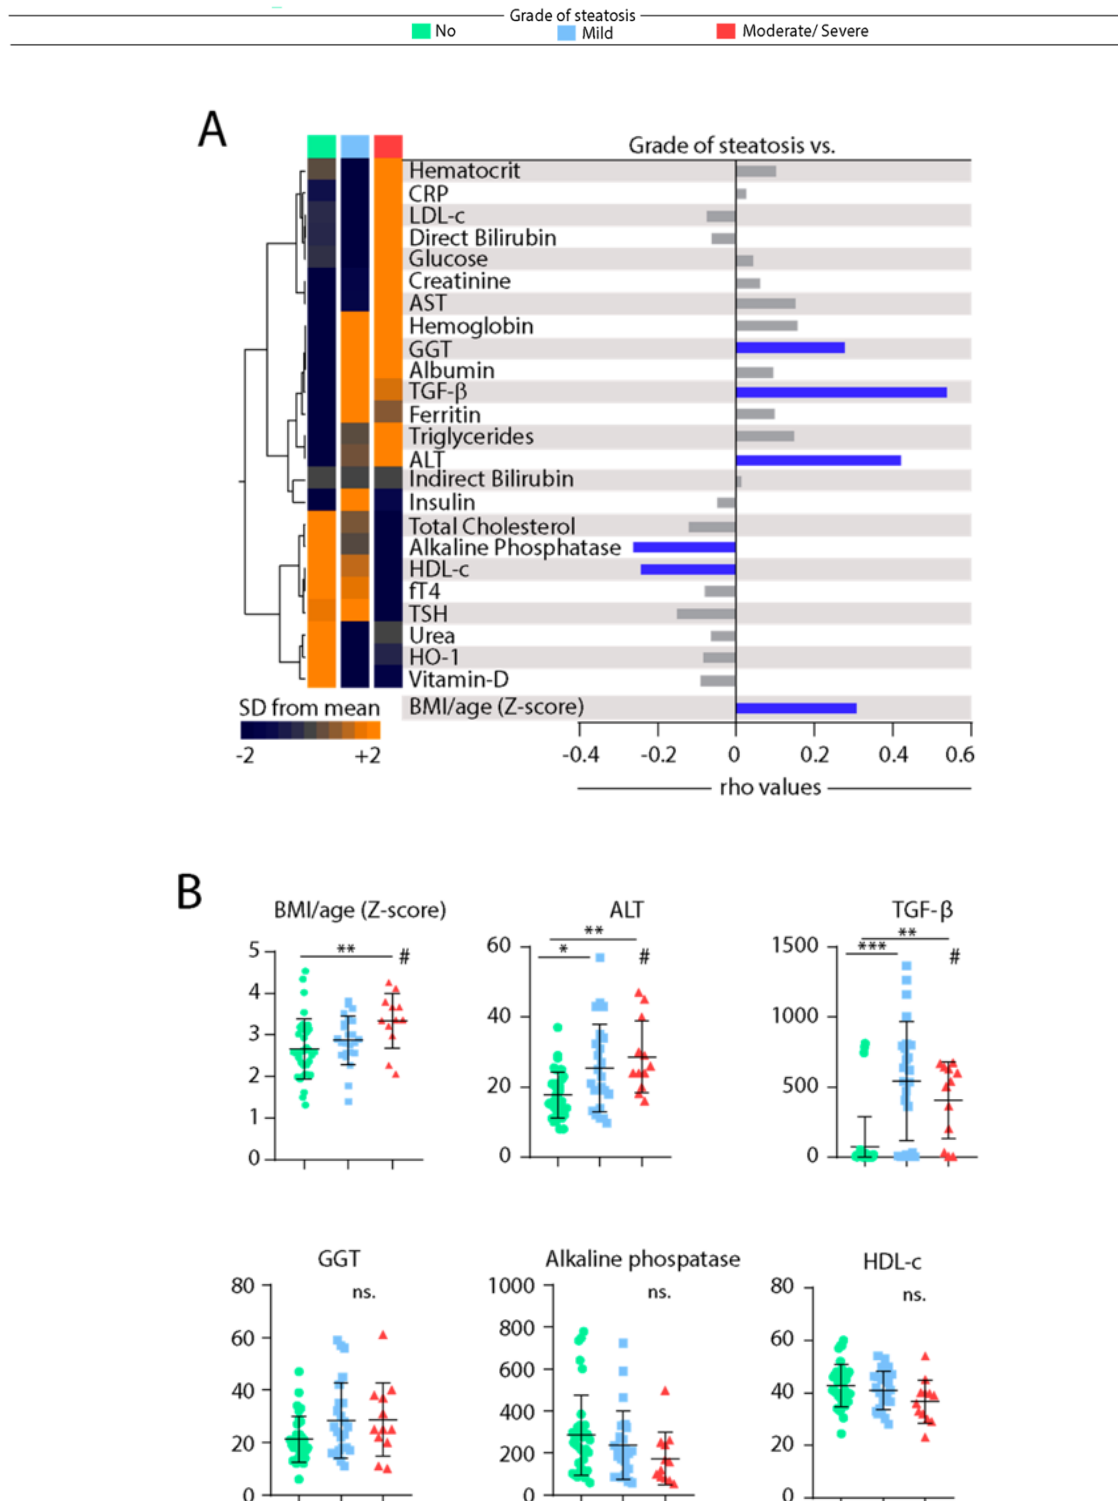 Grade of steatosis
No Mild Moderate/ Severe
A
Grade of steatosis vs.
Hematocrit
CRP
LDL-c
Direct Bilirubin
Glucose
Creatinine
AST
Hemoglobin
GGT
Albumin
TGF-β
Ferritin
Triglycerides
ALT
Indirect Bilirubin
Insulin
Total Cholesterol
Alkaline Phosphatase
HDL-c
fT4
TSH
Urea
HO-1
Vitamin-D
BMI/age (Z-score)
SD from mean
-2 +2
-0.4 -0.2 0 0.2 0.4 0.6
rho values
B
BMI/age (Z-score)
5
4
3
2
1
0
** #
ALT
60
40
20
0
**
* #
TGF-β
1500
1000
500
0
**
*** #
GGT
80
60
40
20
0
ns.
Alkaline phospatase
1000
800
600
400
200
0
ns.
HDL-c
80
60
40
20
0
ns.